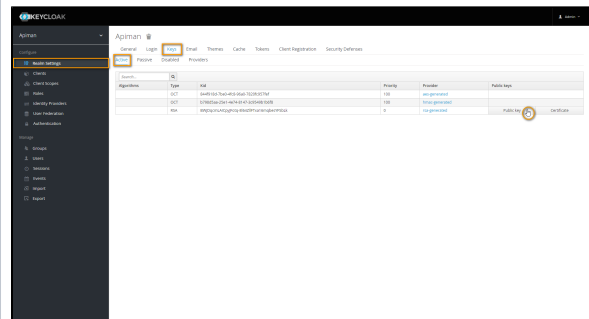 KEYCLOAK
Admin
Apiman
Apiman
General Login Keys Email Themes Cache Tokens Client Registration Security Defenses
Active Passive Disabled Providers
Configure
Realm Settings
Clients
Client Scopes
Roles
Identity Providers
User Federation
Authentication
Manage
Groups
Users
Sessions
Events
Import
Export
Search...
Algorithms Type Kid Priority Provider Public keys
OCT 100 aes-generated
OCT 100 hmac-generated
RSA 0 rsa-generated Public key Certificate